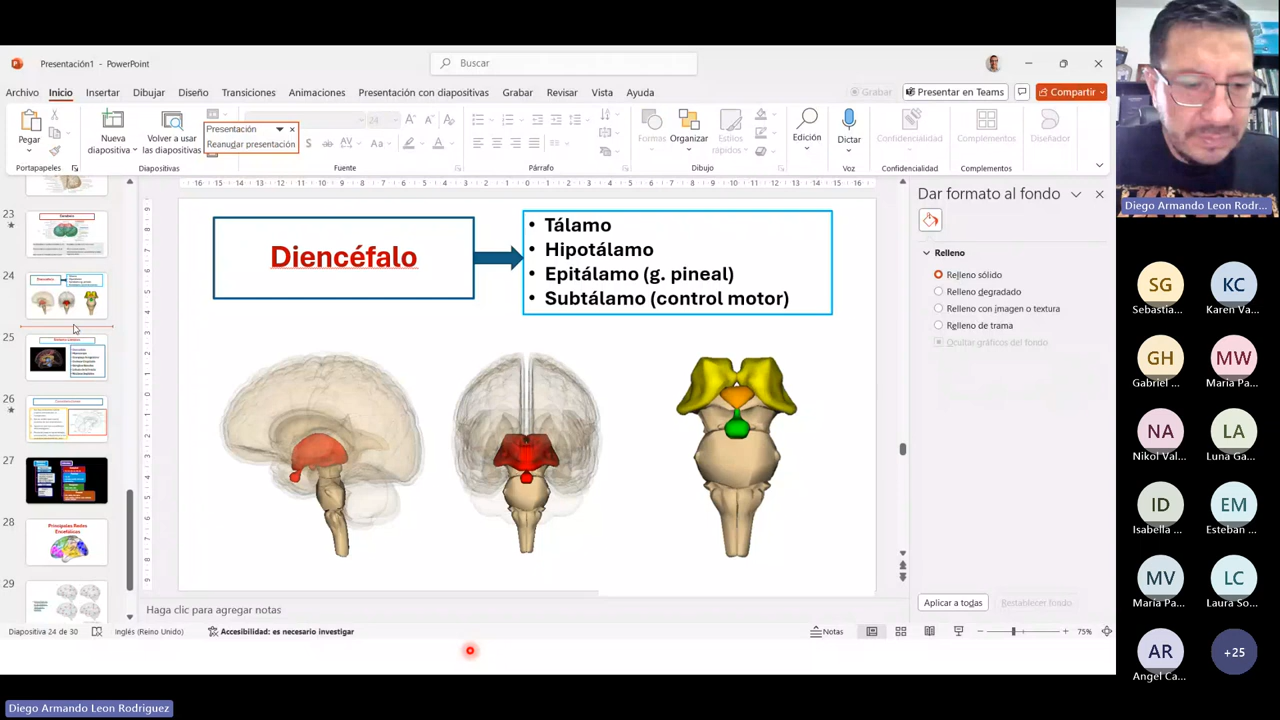 Presentación1 - PowerPoint
Buscar
Archivo Inicio Insertar Dibujar Diseño Transiciones Animaciones Presentación con diapositivas Grabar Revisar Vista Ayuda
Grabar
Presentar en Teams
Compartir
Pegar
Nueva diapositiva
Volver a usar las diapositivas
Presentación
Reanudar presentación
Formas
Organizar
Estilos rápidos
Edición
Dictar
Confidencialidad
Complementos
Diseñador
Portapapeles
Fuente
Párrafo
Dibujo
Voz
Confidencialidad
Complementos
23
24
25
26
27
28
Principales Redes
Encefálicas
29
Diencéfalo
• Tálamo
• Hipotálamo
• Epitálamo (g. pineal)
• Subtálamo (control motor)
Dar formato al fondo
Relleno
Relleno sólido
Relleno degradado
Relleno con imagen o textura
Relleno de trama
Ocultar gráficos del fondo
Aplicar a todas
Restablecer fondo
Haga clic para agregar notas
Diapositiva 24 de 30
Inglés (Reino Unido)
Accesibilidad: es necesario investigar
Notas
75%
Diego Armando Leon Rodr...
SG
Sebastia...
KC
Karen Va...
GH
Gabriel ...
MW
Maria Pa...
NA
Nikol Val...
LA
Luna Ga...
ID
Isabella ...
EM
Esteban ...
MV
Maria Pa...
LC
Laura So...
AR
Angel Ca...
+25
Diego Armando Leon Rodriguez